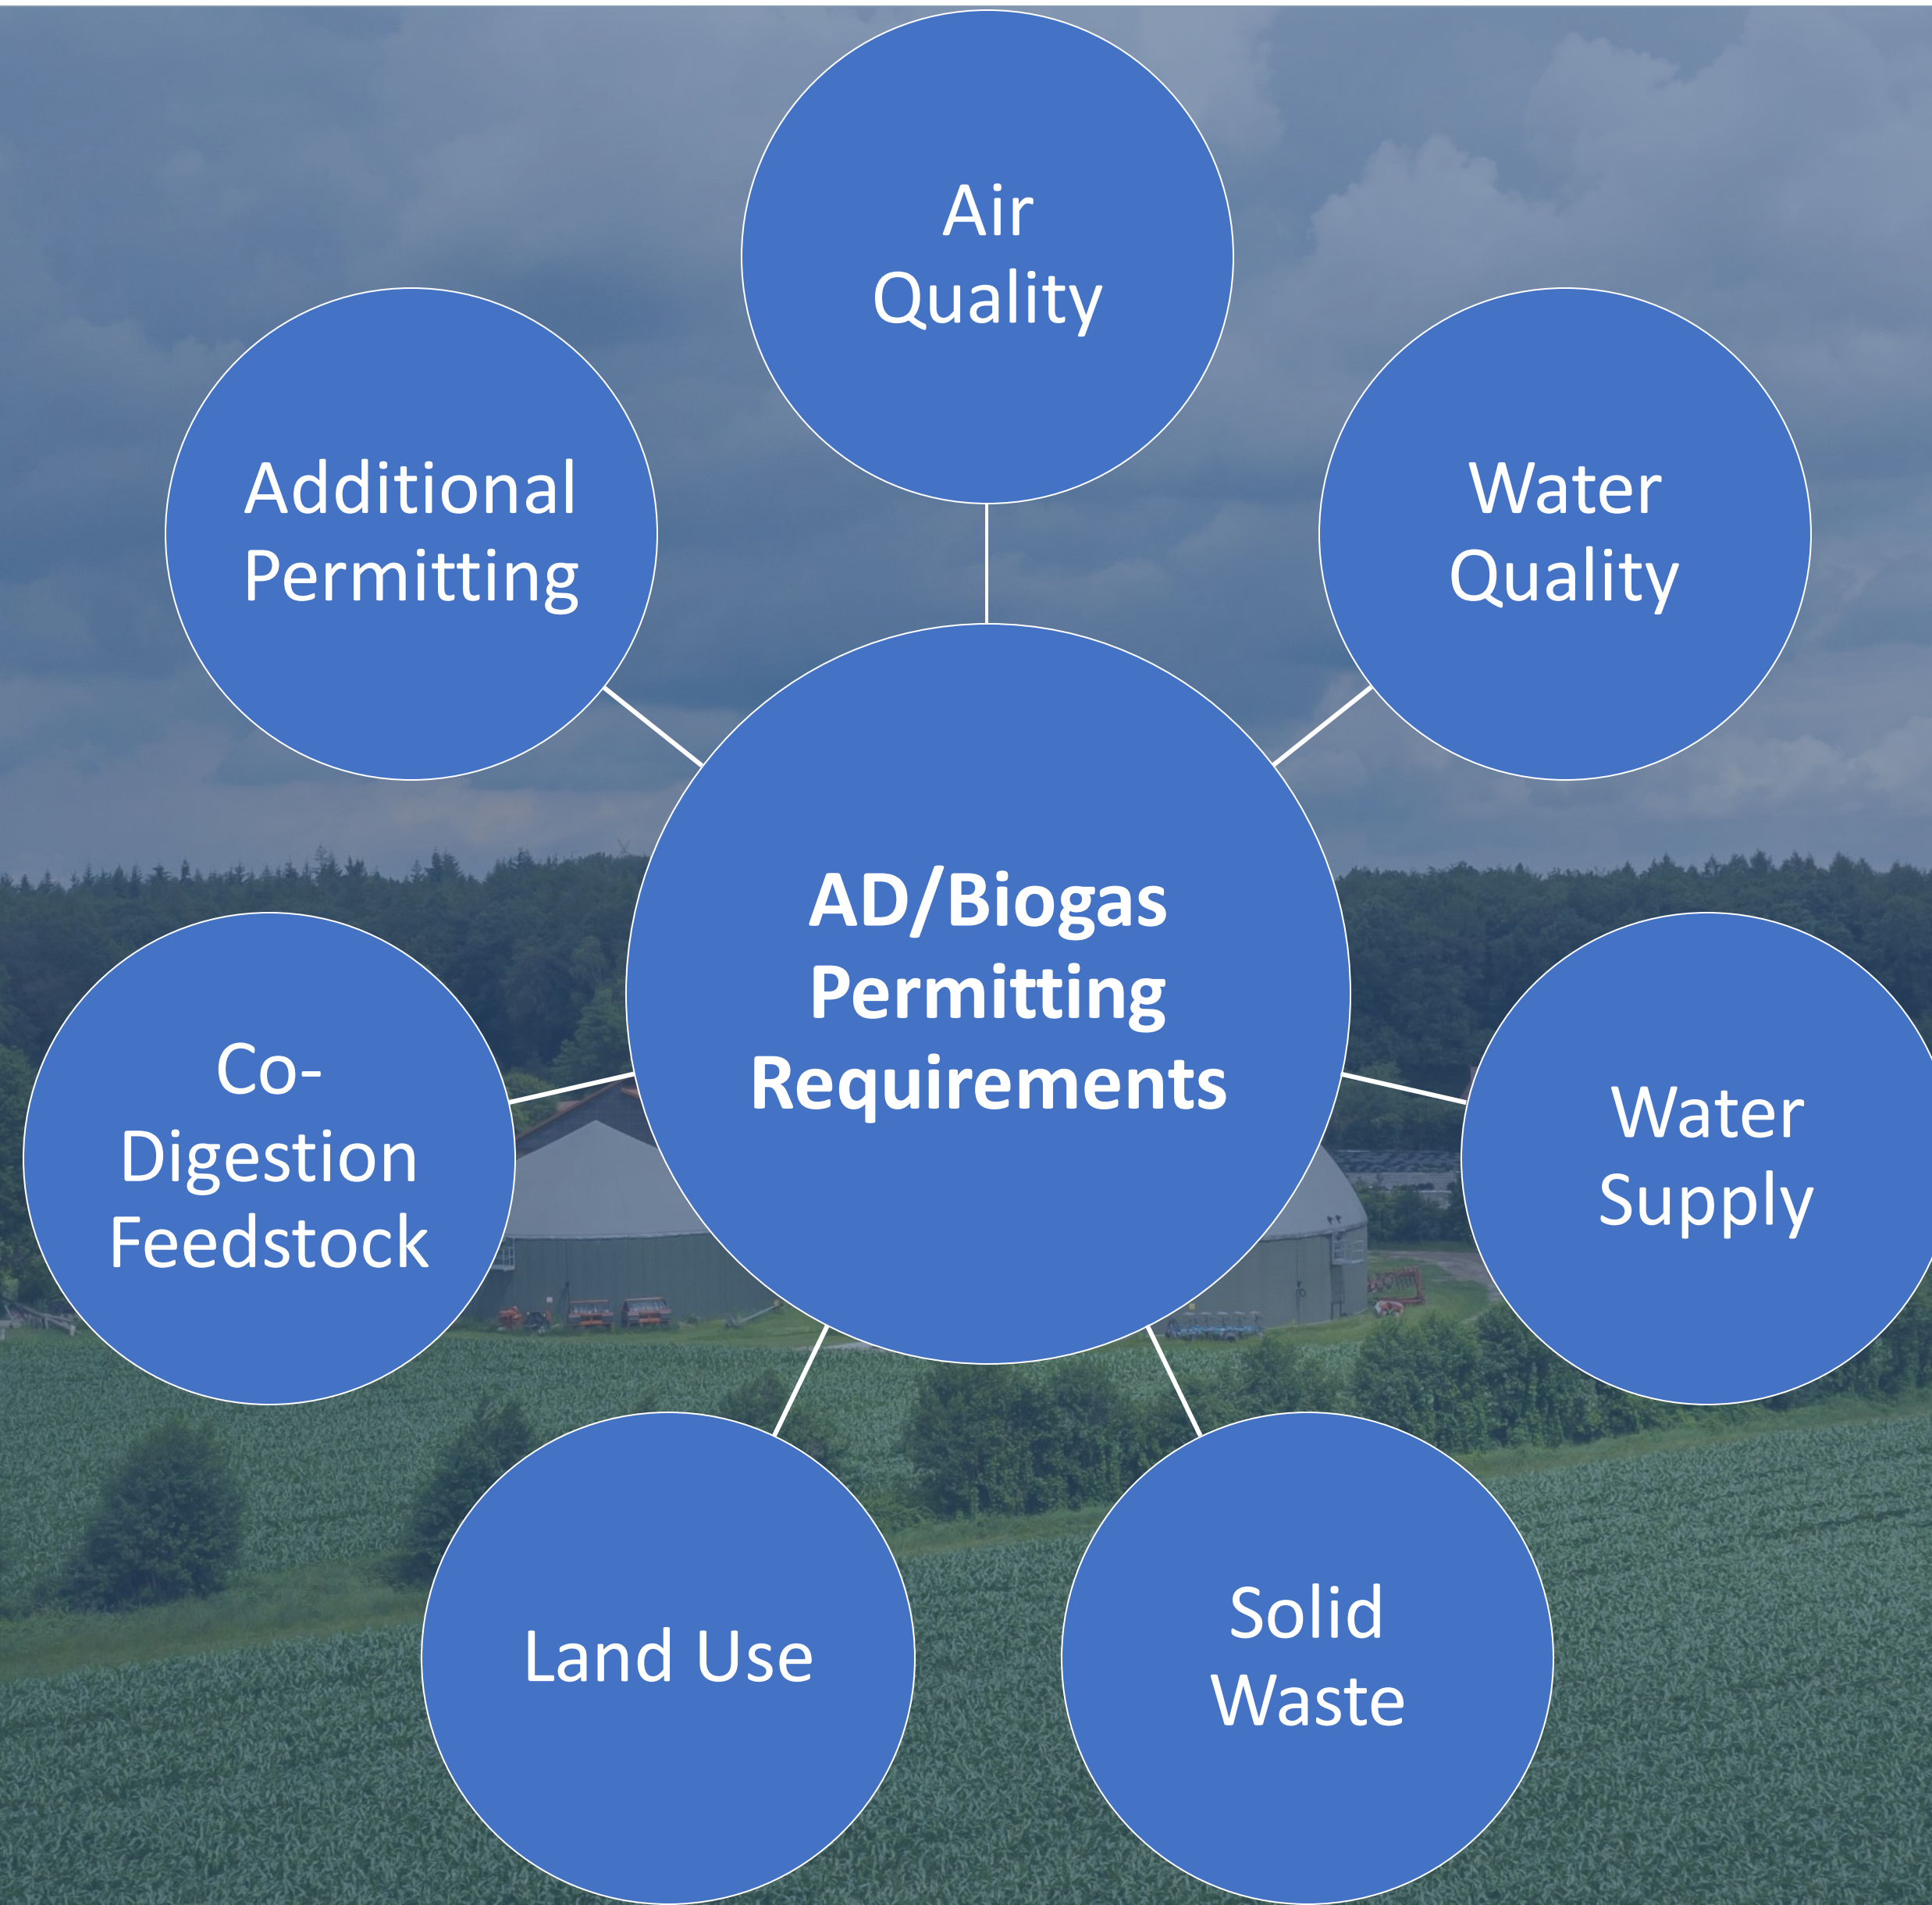 Air
Quality
Additional
Permitting
Water
Quality
AD/Biogas
Permitting
Requirements
Co-
Digestion
Feedstock
Water
Supply
Land Use
Solid
Waste